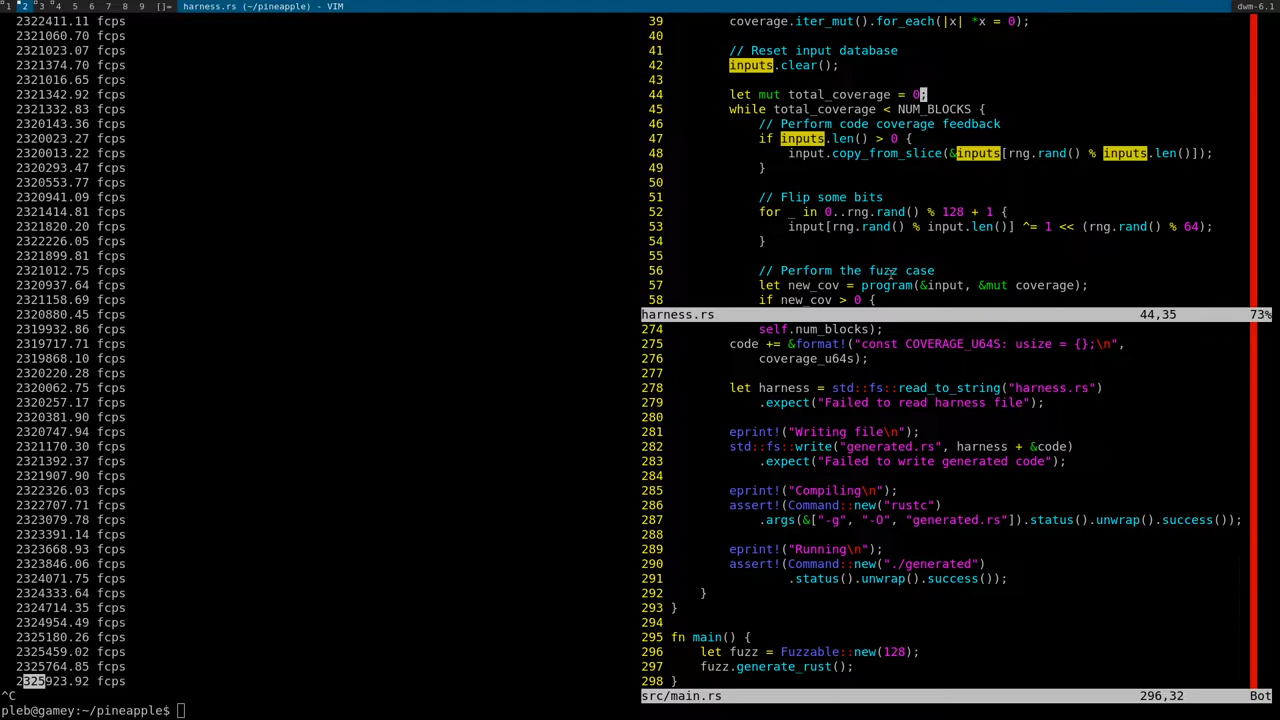 1 2 3 4 5 6 7 8 9 []= harness.rs (~/pineapple) - VIM dwm-6.1
2322411.11 fcps
2321060.70 fcps
2321023.07 fcps
2321374.70 fcps
2321016.65 fcps
2321342.92 fcps
2321332.83 fcps
2320143.36 fcps
2320023.27 fcps
2320013.22 fcps
2320293.47 fcps
2320553.77 fcps
2320941.09 fcps
2321414.81 fcps
2321820.20 fcps
2322226.05 fcps
2321899.81 fcps
2321012.75 fcps
2320937.64 fcps
2321158.69 fcps
2320880.45 fcps
2319932.86 fcps
2319717.71 fcps
2319868.10 fcps
2320220.28 fcps
2320062.75 fcps
2320257.17 fcps
2320381.90 fcps
2320747.94 fcps
2321170.30 fcps
2321392.37 fcps
2321907.90 fcps
2322326.03 fcps
2322707.71 fcps
2323079.78 fcps
2323391.14 fcps
2323668.93 fcps
2323846.06 fcps
2324071.75 fcps
2324333.64 fcps
2324714.35 fcps
2324954.49 fcps
2325180.26 fcps
2325459.02 fcps
2325764.85 fcps
2325923.92 fcps
^C
pleb@gamey:~/pineapple$
39 coverage.iter_mut().for_each(|x| *x = 0);
40
41 // Reset input database
42 inputs.clear();
43
44 let mut total_coverage = 0;
45 while total_coverage < NUM_BLOCKS {
46 // Perform code coverage feedback
47 if inputs.len() > 0 {
48 input.copy_from_slice(&inputs[rng.rand() % inputs.len()]);
49 }
50
51 // Flip some bits
52 for _ in 0..rng.rand() % 128 + 1 {
53 input[rng.rand() % input.len()] ^= 1 << (rng.rand() % 64);
54 }
55
56 // Perform the fuzz case
57 let new_cov = program(&input, &mut coverage);
58 if new_cov > 0 {
harness.rs 44,35 73%
274 self.num_blocks);
275 code += &format!("const COVERAGE_U64S: usize = {};\n",
276 coverage_u64s);
277
278 let harness = std::fs::read_to_string("harness.rs")
279 .expect("Failed to read harness file");
280
281 eprint!("Writing file\n");
282 std::fs::write("generated.rs", harness + &code)
283 .expect("Failed to write generated code");
284
285 eprint!("Compiling\n");
286 assert!(Command::new("rustc")
287 .args(&["-g", "-O", "generated.rs"]).status().unwrap().success());
288
289 eprint!("Running\n");
290 assert!(Command::new("./generated")
291 .status().unwrap().success());
292 }
293 }
294
295 fn main() {
296 let fuzz = Fuzzable::new(128);
297 fuzz.generate_rust();
298 }
src/main.rs 296,32 Bot